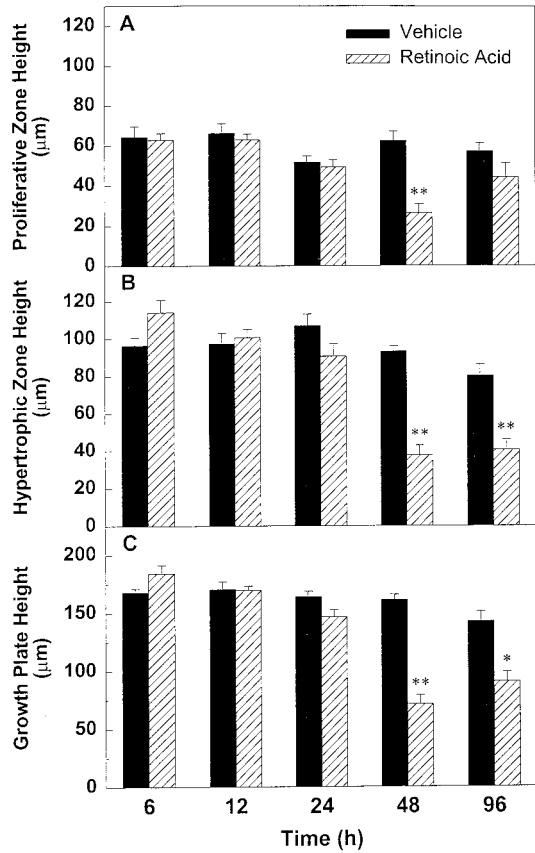 A
Vehicle
Retinoic Acid
Proliferative Zone Height
(μm)
120
100
80
60
40
20
0
**
B
Hypertrophic Zone Height
(μm)
120
100
80
60
40
20
0
**
**
C
Growth Plate Height
(μm)
200
150
100
50
0
**
*
6 12 24 48 96
Time (h)